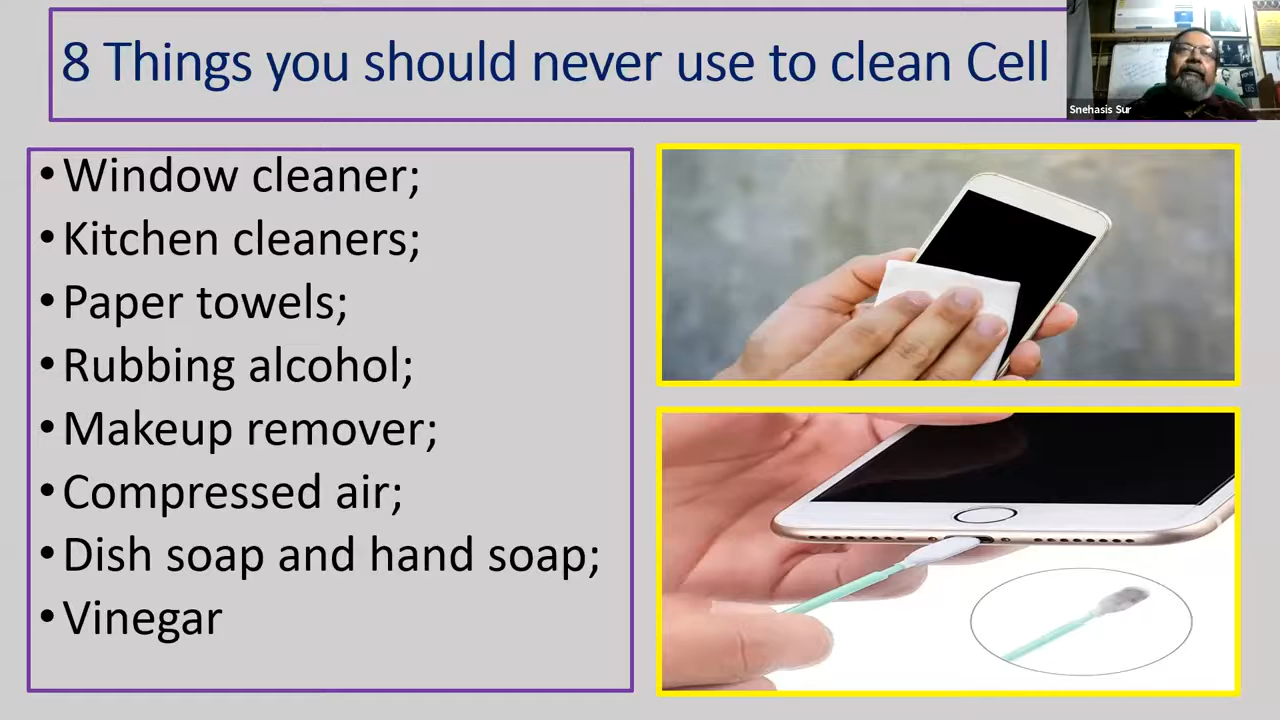 8 Things you should never use to clean Cell
Snehasis Sur
• Window cleaner;
• Kitchen cleaners;
• Paper towels;
• Rubbing alcohol;
• Makeup remover;
• Compressed air;
• Dish soap and hand soap;
• Vinegar